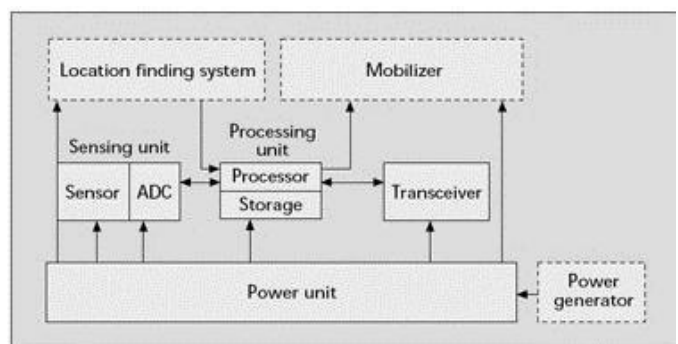 Location finding system
Mobilizer
Sensing unit
Processing
unit
Sensor
ADC
Processor
Storage
Transceiver
Power unit
Power
generator